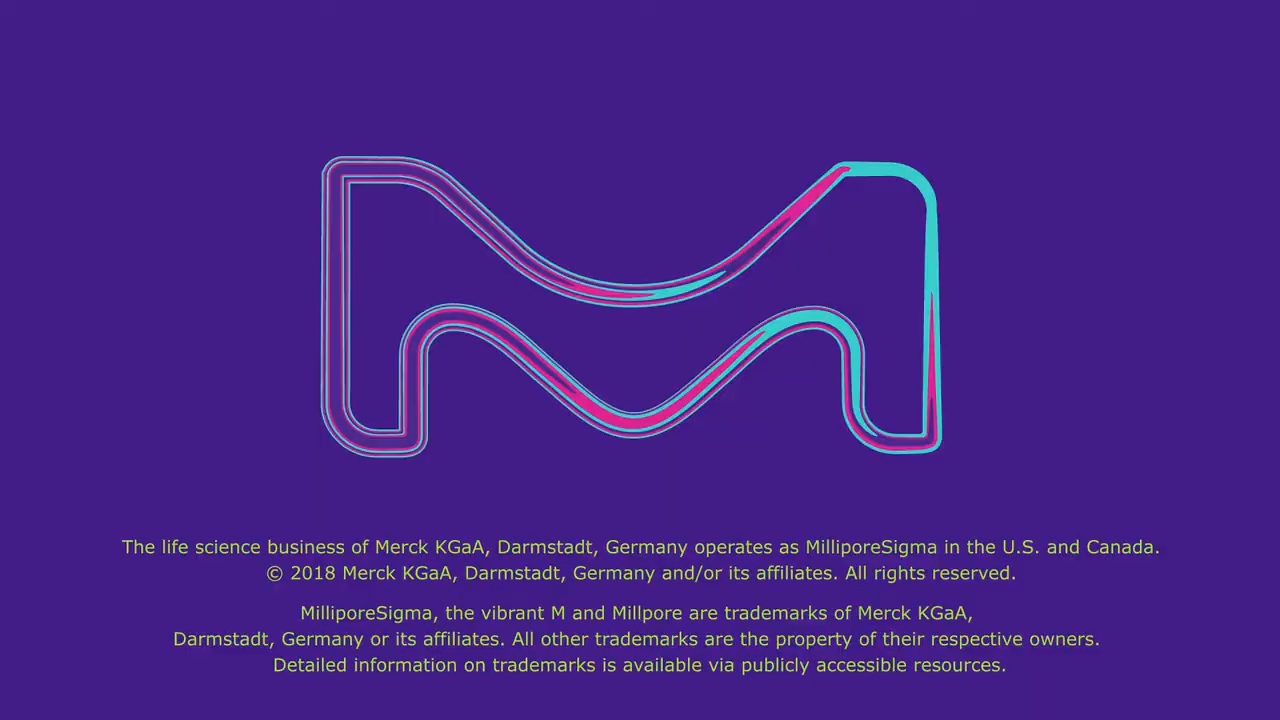 The life science business of Merck KGaA, Darmstadt, Germany operates as MilliporeSigma in the U.S. and Canada.
© 2018 Merck KGaA, Darmstadt, Germany and/or its affiliates. All rights reserved.
MilliporeSigma, the vibrant M and Millpore are trademarks of Merck KGaA,
Darmstadt, Germany or its affiliates. All other trademarks are the property of their respective owners.
Detailed information on trademarks is available via publicly accessible resources.